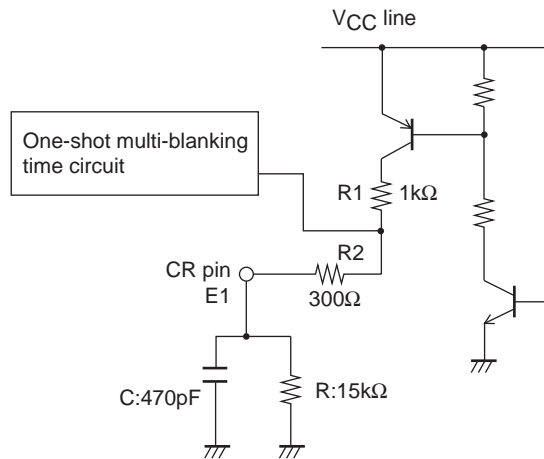 VCC line
One-shot multi-blanking
time circuit
R1
1kΩ
R2
300Ω
CR pin
E1
C:470pF
R:15kΩ